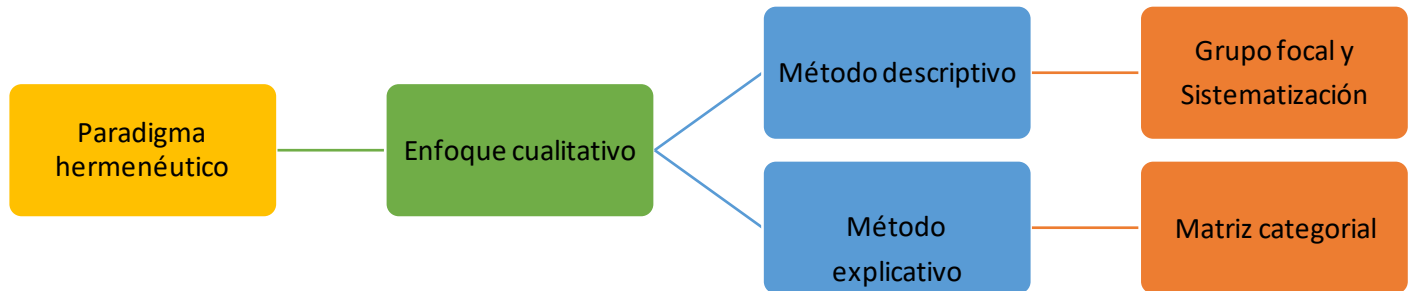 Paradigma
hermenéutico
Enfoque cualitativo
Método descriptivo
Grupo focal y
Sistematización
Método
explicativo
Matriz categorial